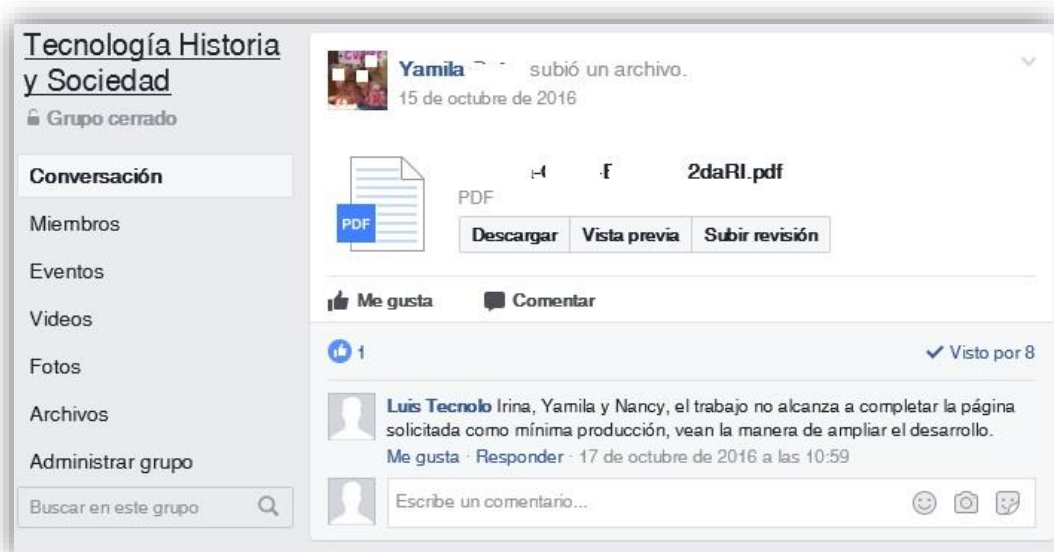 Tecnología Historia
y Sociedad
Grupo cerrado
Conversación
Miembros
Eventos
Videos
Fotos
Archivos
Administrar grupo
Buscar en este grupo
Yamila subió un archivo.
15 de octubre de 2016
2daRI.pdf
PDF
PDF
Descargar Vista previa Subir revisión
Me gusta Comentar
1
Visto por 8
Luis Tecnolo Irina, Yamila y Nancy, el trabajo no alcanza a completar la página
solicitada como mínima producción, vean la manera de ampliar el desarrollo.
Me gusta · Responder · 17 de octubre de 2016 a las 10:59
Escribe un comentario...